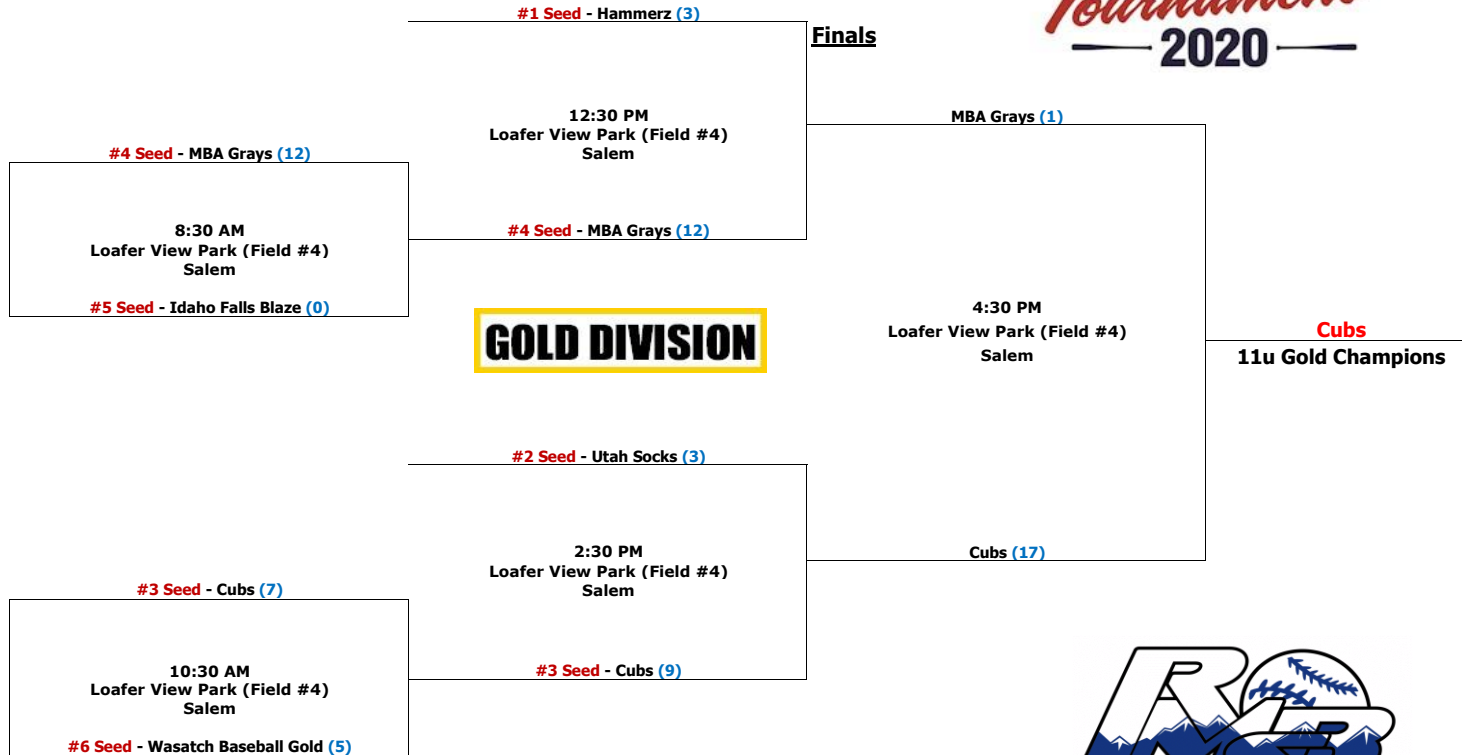 #1 Seed - Hammerz (3)
Tournament
2020
Finals
12:30 PM
Loafer View Park (Field #4)
Salem
MBA Grays (1)
#4 Seed - MBA Grays (12)
8:30 AM
Loafer View Park (Field #4)
Salem
#4 Seed - MBA Grays (12)
#5 Seed - Idaho Falls Blaze (0)
GOLD DIVISION
4:30 PM
Loafer View Park (Field #4)
Salem
Cubs
11u Gold Champions
#2 Seed - Utah Socks (3)
2:30 PM
Loafer View Park (Field #4)
Salem
Cubs (17)
#3 Seed - Cubs (7)
10:30 AM
Loafer View Park (Field #4)
Salem
#3 Seed - Cubs (9)
#6 Seed - Wasatch Baseball Gold (5)